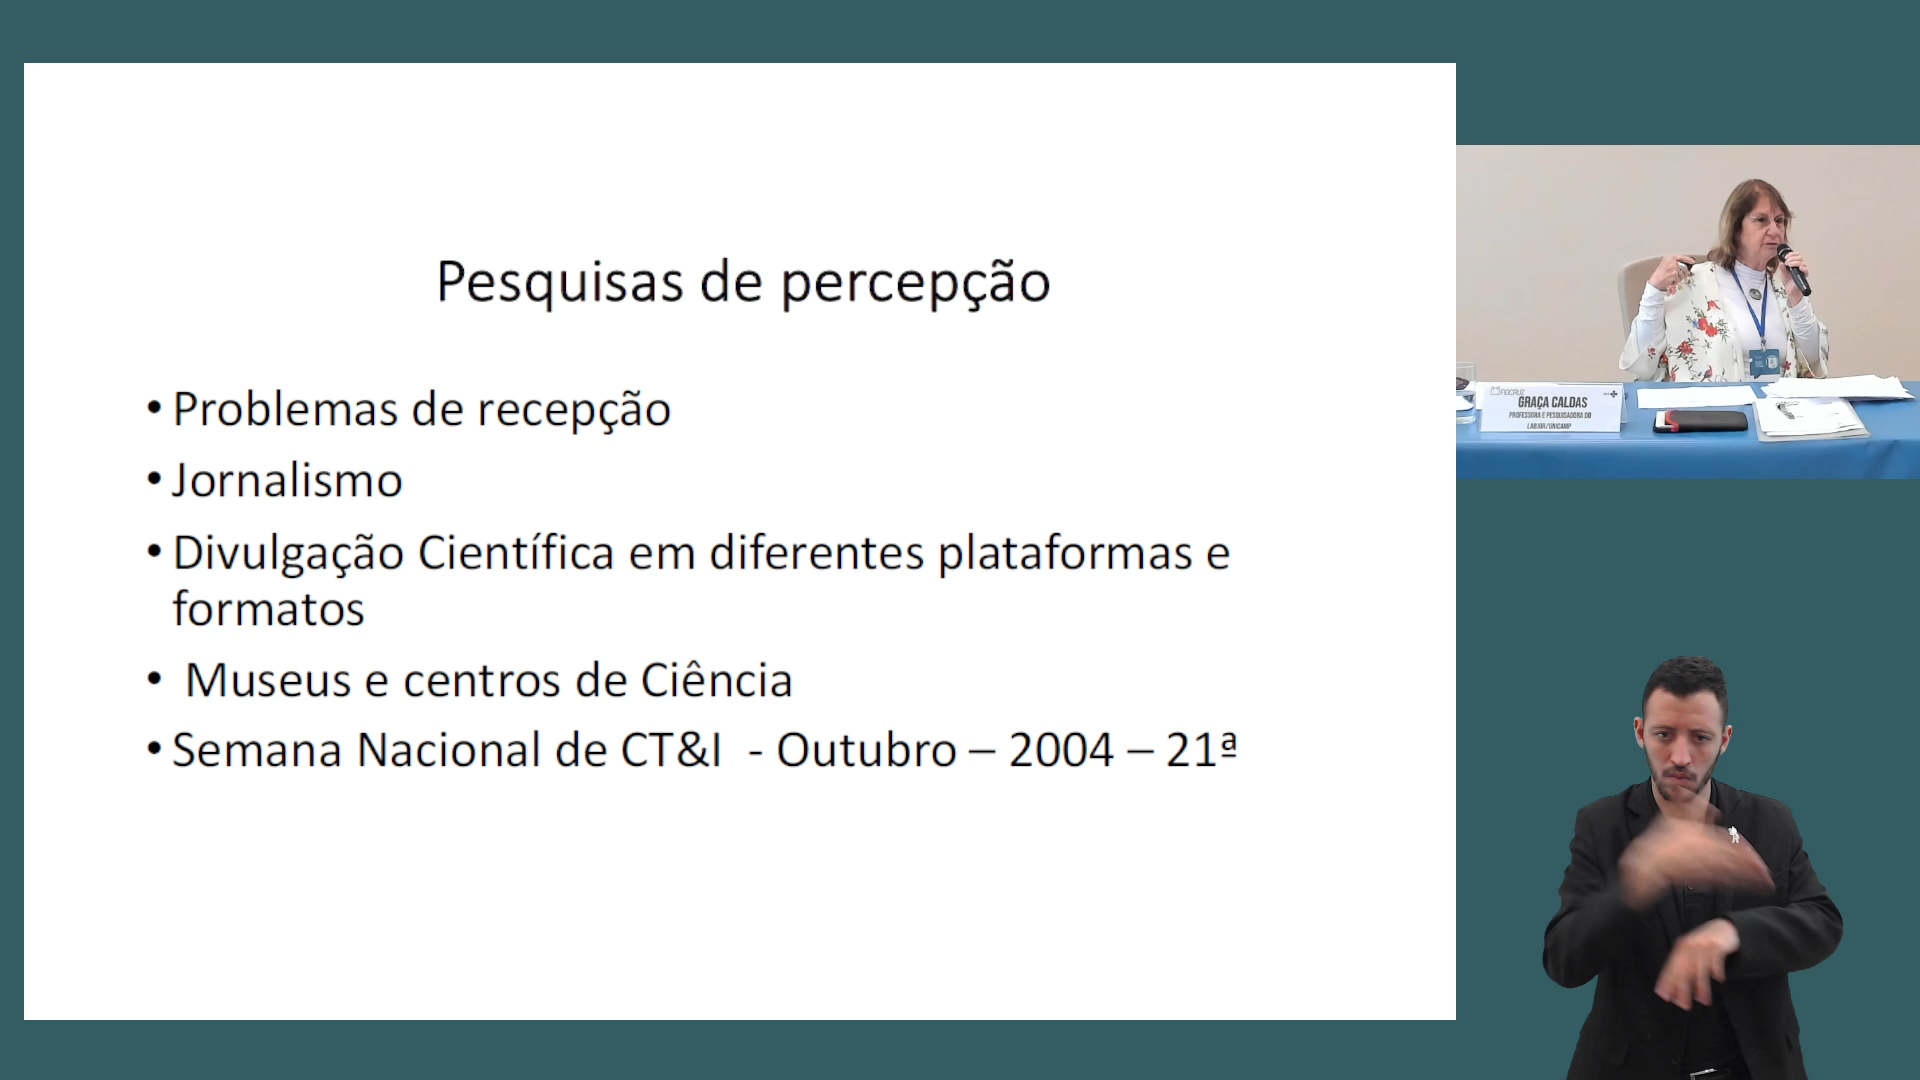 Pesquisas de percepção
• Problemas de recepção
• Jornalismo
• Divulgação Científica em diferentes plataformas e
formatos
• Museus e centros de Ciência
• Semana Nacional de CT&I - Outubro – 2004 – 21ª
FIOCRUZ
GRAÇA CALDAS
PROFESSORA E PESQUISADORA DO
LABJOR/UNICAMP